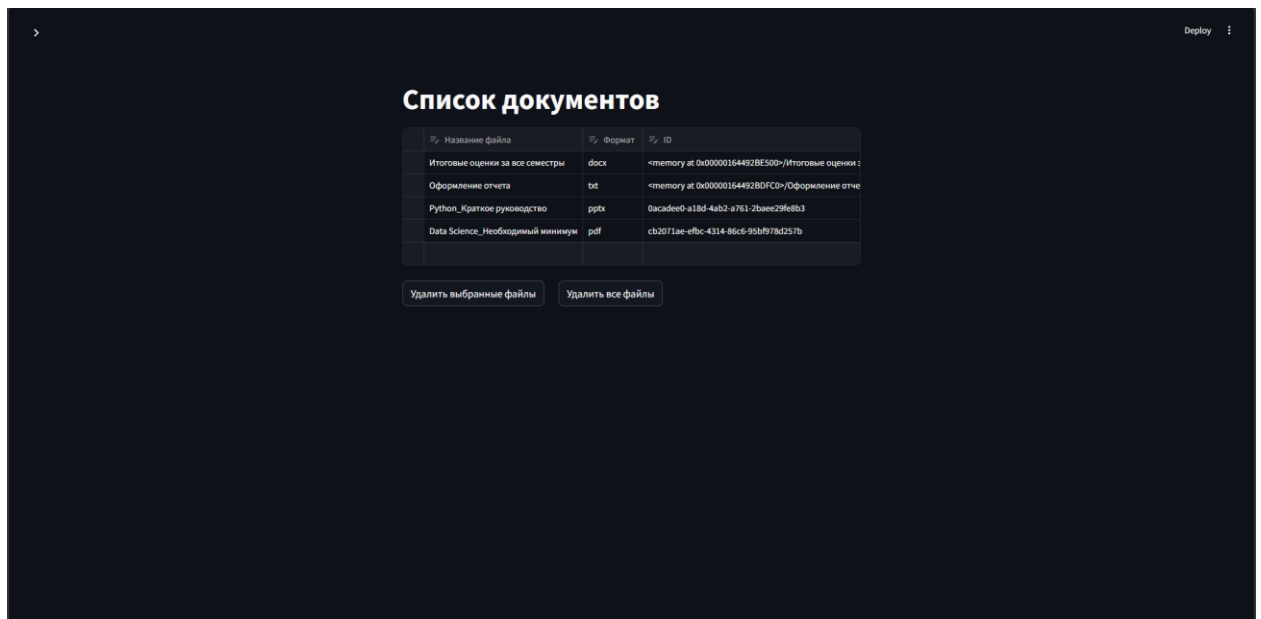 Deploy
Список документов
Название файла Формат ID
Итоговые оценки за все семестры docx <memory at 0x00000164492BE500>/Итоговые оценки з
Оформление отчета txt <memory at 0x00000164492BDFC0>/Оформление отче
Python_Краткое руководство pptx 0acadee0-a18d-4ab2-a761-2baee29fe8b3
Data Science_Необходимый минимум pdf cb2071ae-efbc-4314-86c6-95bf978d257b
Удалить выбранные файлы Удалить все файлы